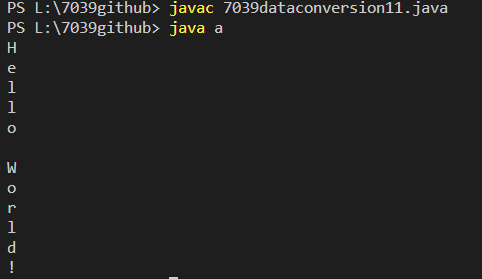 PS L:\7039github> javac 7039dataconversion11.java
PS L:\7039github> java a
H
e
l
l
o

W
o
r
l
d
!